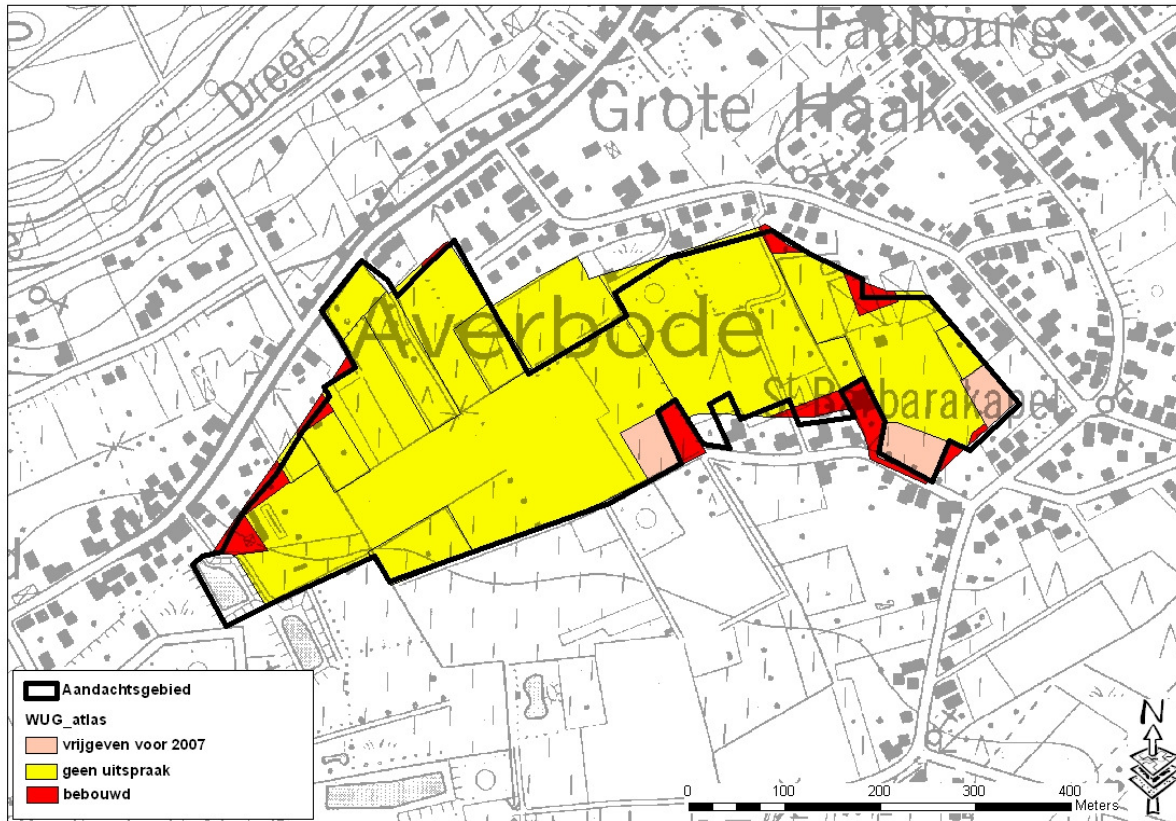 Faubourg
Dreef
Grote Haak
K
Averbode
St Barbarakapel
Aandachtsgebied
WUG_atlas
vrijgeven voor 2007
geen uitspraak
bebouwd
N
0 100 200 300 400
Meters